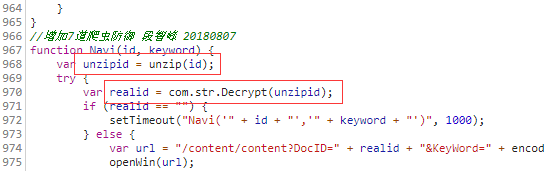 964 }
965 }
966 //增加7道爬虫防御 段智峰 20180807
967 function Navi(id, keyword) {
968 var unzipid = unzip(id);
969 try {
970 var realid = com.str.Decrypt(unzipid);
971 if (realid == "") {
972 setTimeout("Navi('" + id + "','" + keyword + "')", 1000);
973 } else {
974 var url = "/content/content?DocID=" + realid + "&KeyWord=" + encod
975 openWin(url);